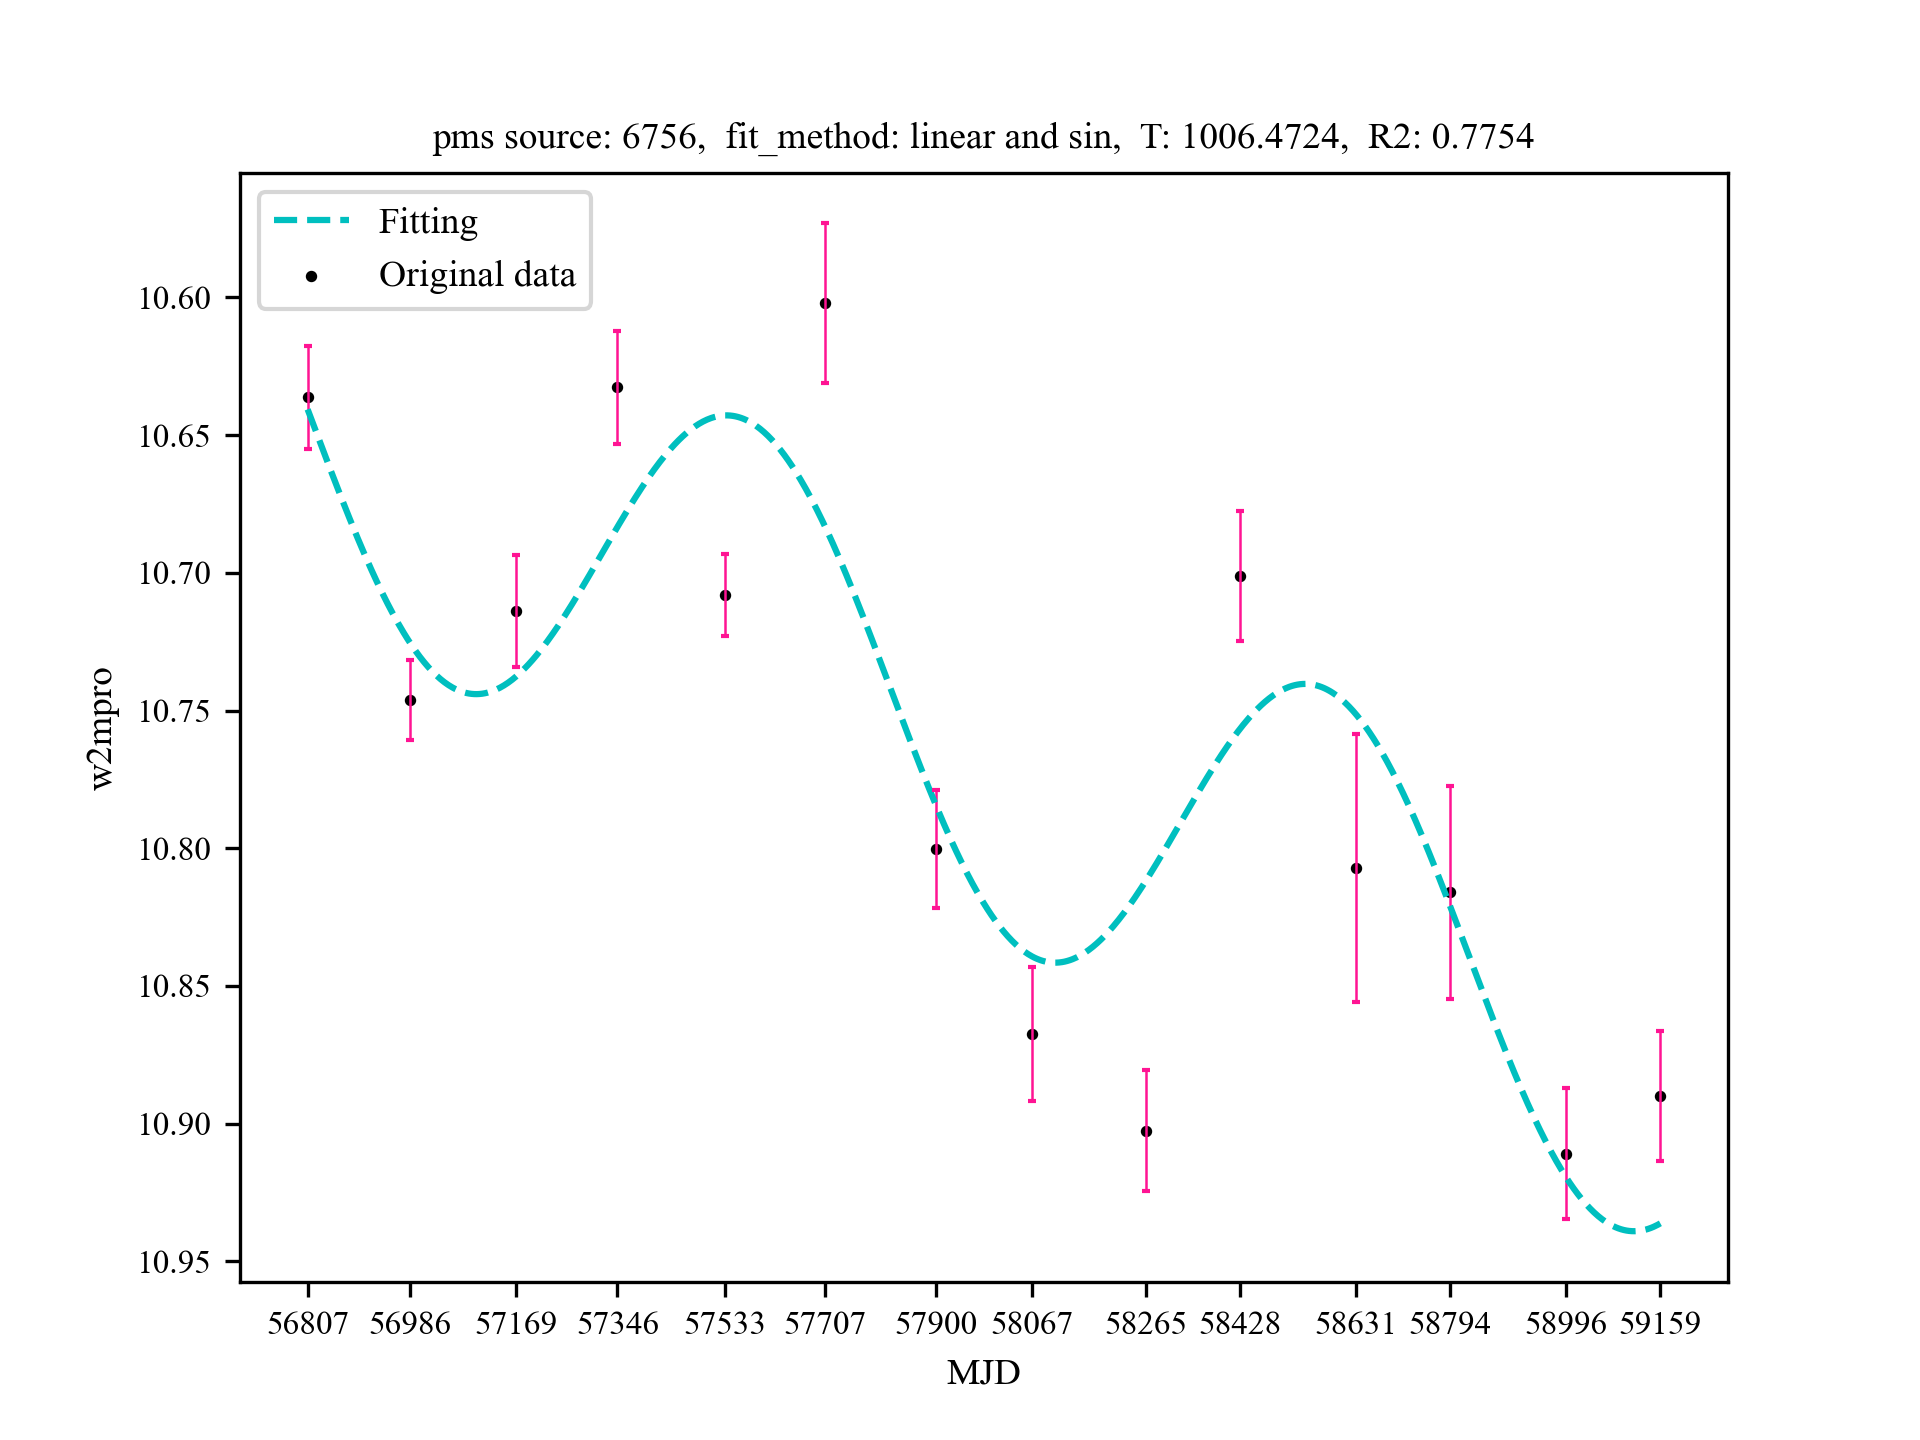 pms source: 6756, fit_method: linear and sin, T: 1006.4724, R2: 0.7754
Fitting
Original data
10.60
10.65
10.70
10.75
10.80
10.85
10.90
10.95
w2mpro
56807 56986 57169 57346 57533 57707 57900 58067 58265 58428 58631 58794 58996 59159
MJD